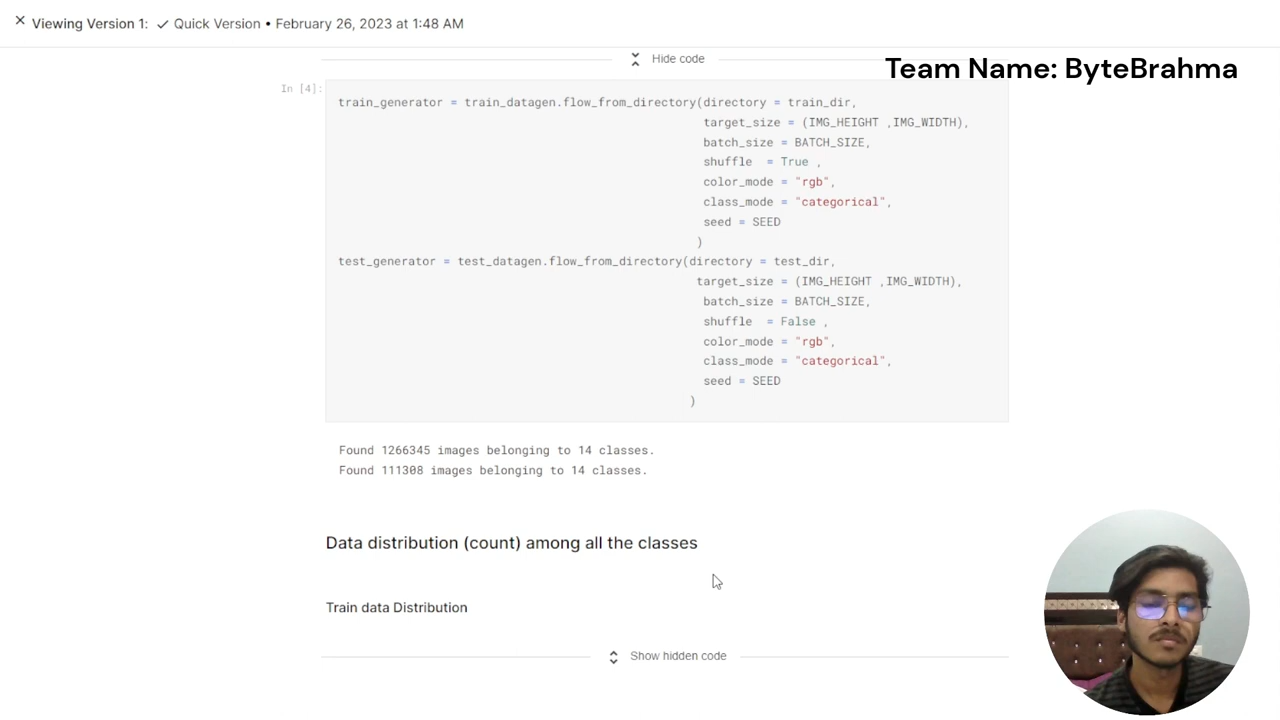 Viewing Version 1: ✓ Quick Version • February 26, 2023 at 1:48 AM
Hide code
Team Name: ByteBrahma
In [4]:
train_generator = train_datagen.flow_from_directory(directory = train_dir,
target_size = (IMG_HEIGHT ,IMG_WIDTH),
batch_size = BATCH_SIZE,
shuffle  = True ,
color_mode = "rgb",
class_mode = "categorical",
seed = SEED
)
test_generator = test_datagen.flow_from_directory(directory = test_dir,
target_size = (IMG_HEIGHT ,IMG_WIDTH),
batch_size = BATCH_SIZE,
shuffle  = False ,
color_mode = "rgb",
class_mode = "categorical",
seed = SEED
)
Found 1266345 images belonging to 14 classes.
Found 111308 images belonging to 14 classes.
Data distribution (count) among all the classes
Train data Distribution
Show hidden code